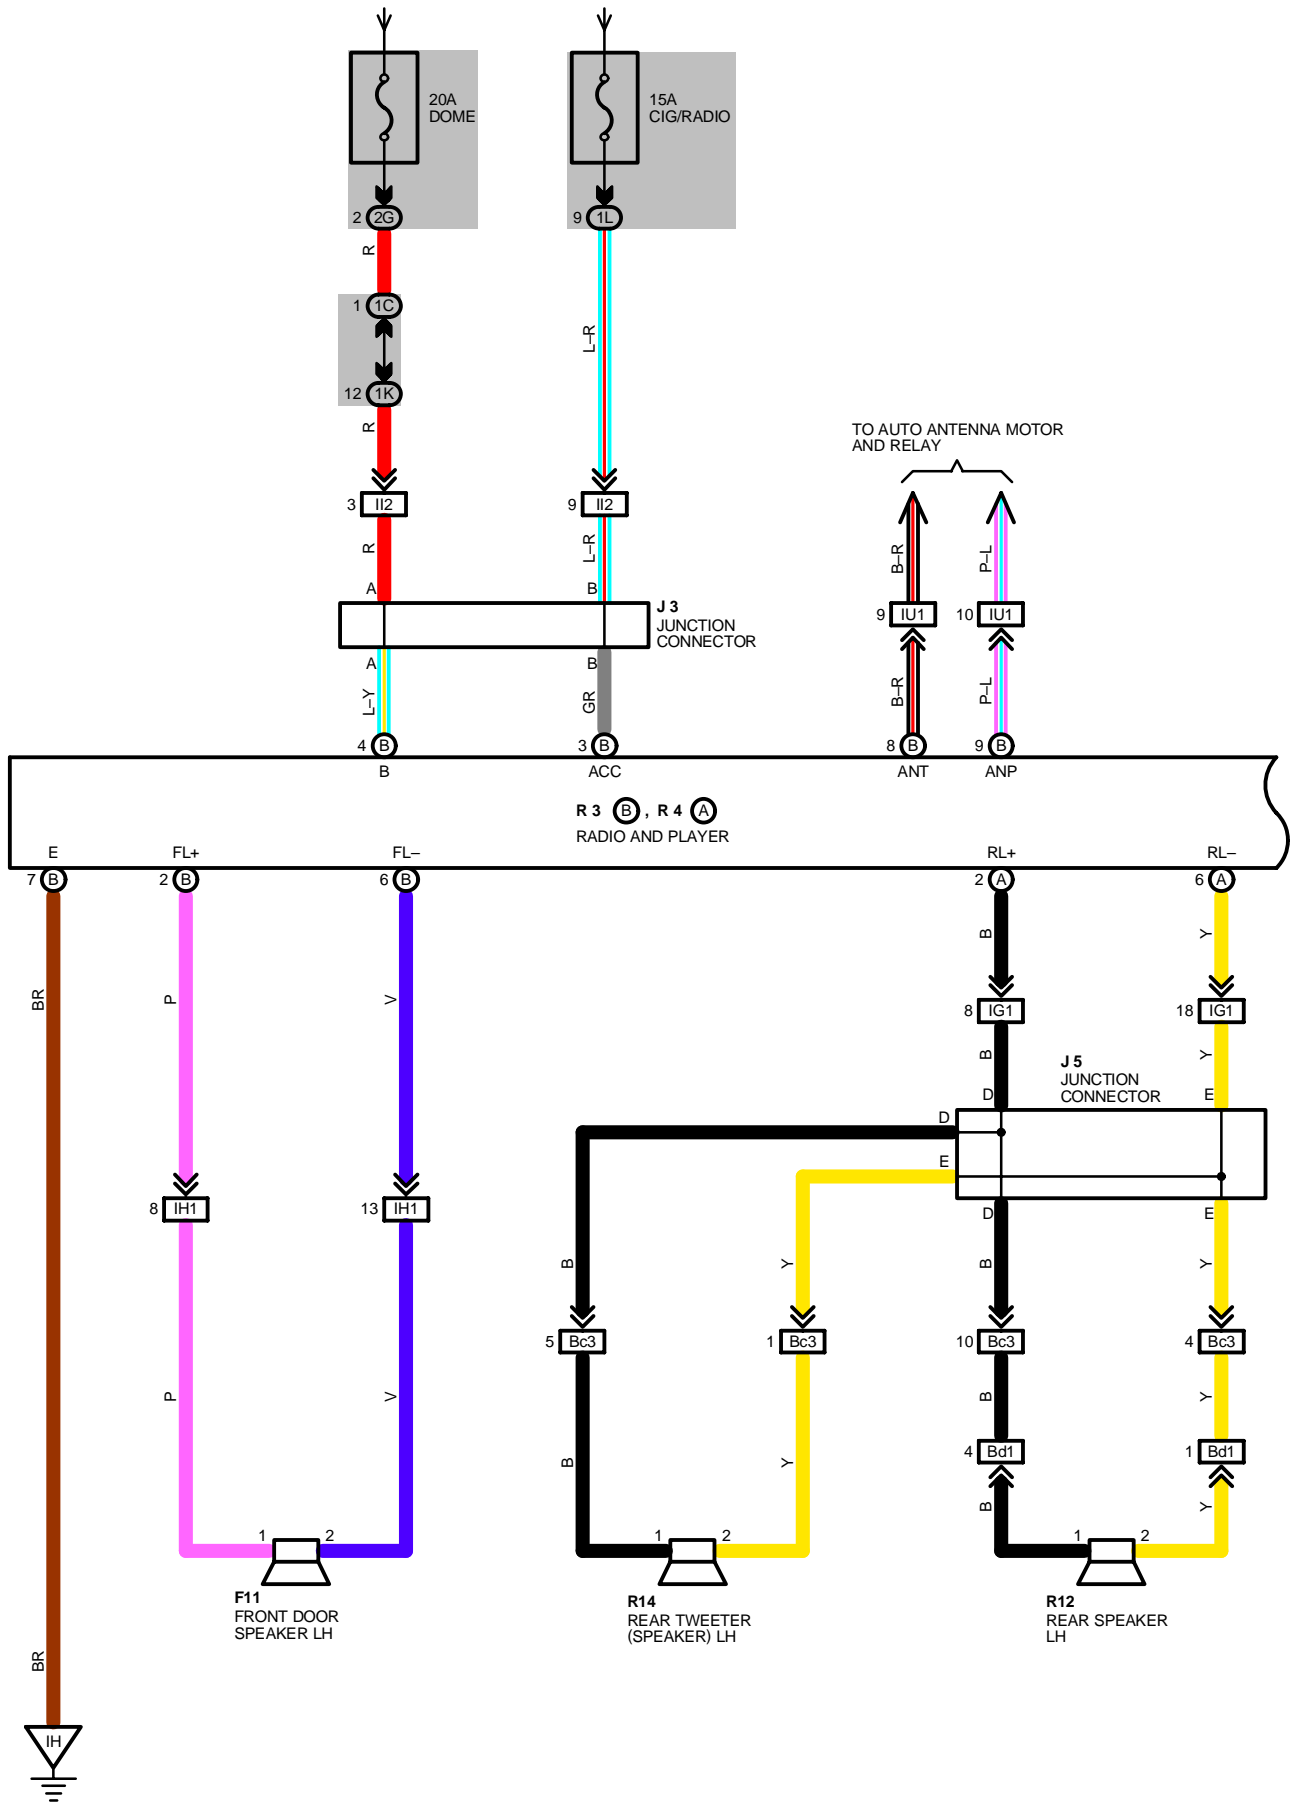 20A
DOME
15A
CIG/RADIO
2 2G
9 1L
R
1 1C
L–R
12 1K
R
TO AUTO ANTENNA MOTOR
AND RELAY
3 II2
9 II2
R
L–R
B–R
P–L
A
B
9 IU1
10 IU1
J 3
JUNCTION
CONNECTOR
A
B
L–Y
GR
B–R
P–L
4 B
3 B
8 B
9 B
B
ACC
ANT
ANP
R 3 B , R 4 A
RADIO AND PLAYER
E
FL+
FL–
RL+
RL–
7 B
2 B
6 B
2 A
6 A
B
Y
BR
P
V
8 IG1
18 IG1
B
Y
J 5
JUNCTION
CONNECTOR
D
E
D
E
8 IH1
13 IH1
D
E
B
Y
B
Y
5 Bc3
1 Bc3
10 Bc3
4 Bc3
P
V
B
Y
B
Y
4 Bd1
1 Bd1
B
Y
1
2
1
2
1
2
F11
FRONT DOOR
SPEAKER LH
R14
REAR TWEETER
(SPEAKER) LH
R12
REAR SPEAKER
LH
BR
IH